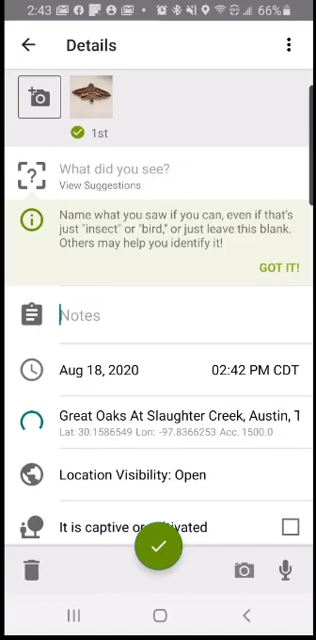 2:43 66%
Details
1st
What did you see?
View Suggestions
Name what you saw if you can, even if that's
just "insect" or "bird," or just leave this blank.
Others may help you identify it!
GOT IT!
Notes
Aug 18, 2020 02:42 PM CDT
Great Oaks At Slaughter Creek, Austin, T
Lat: 30.1586549 Lon: -97.8366253 Acc. 1500.0
Location Visibility: Open
It is captive or